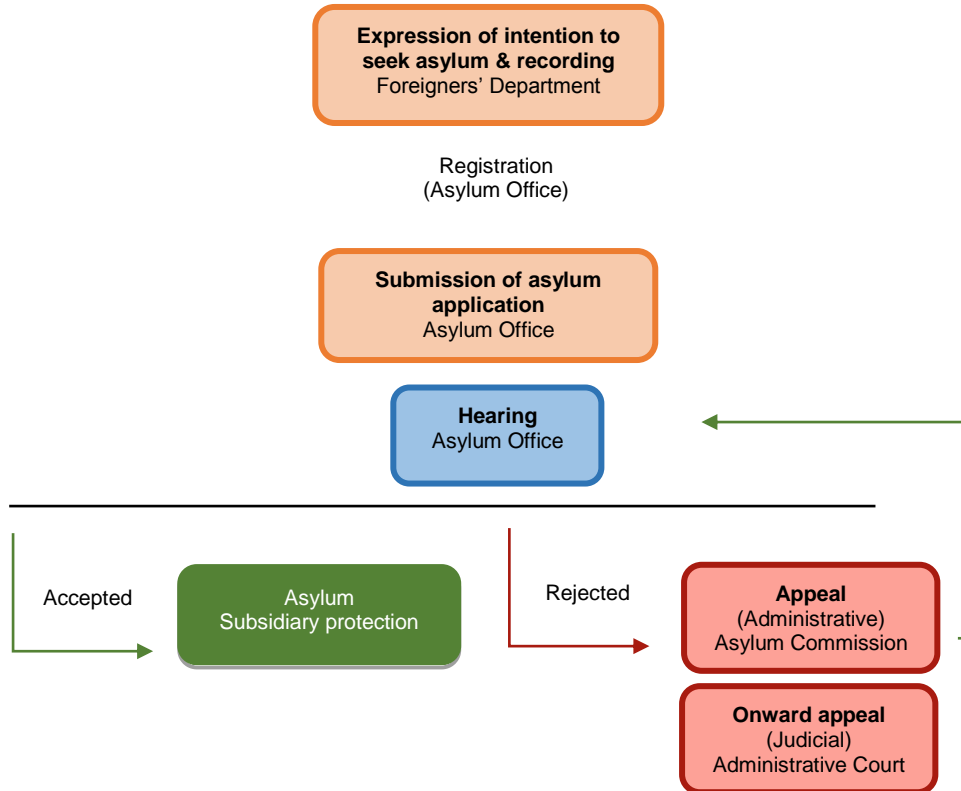 Expression of intention to
seek asylum & recording
Foreigners’ Department
Registration
(Asylum Office)
Submission of asylum
application
Asylum Office
Hearing
Asylum Office
Accepted
Asylum
Subsidiary protection
Rejected
Appeal
(Administrative)
Asylum Commission
Onward appeal
(Judicial)
Administrative Court